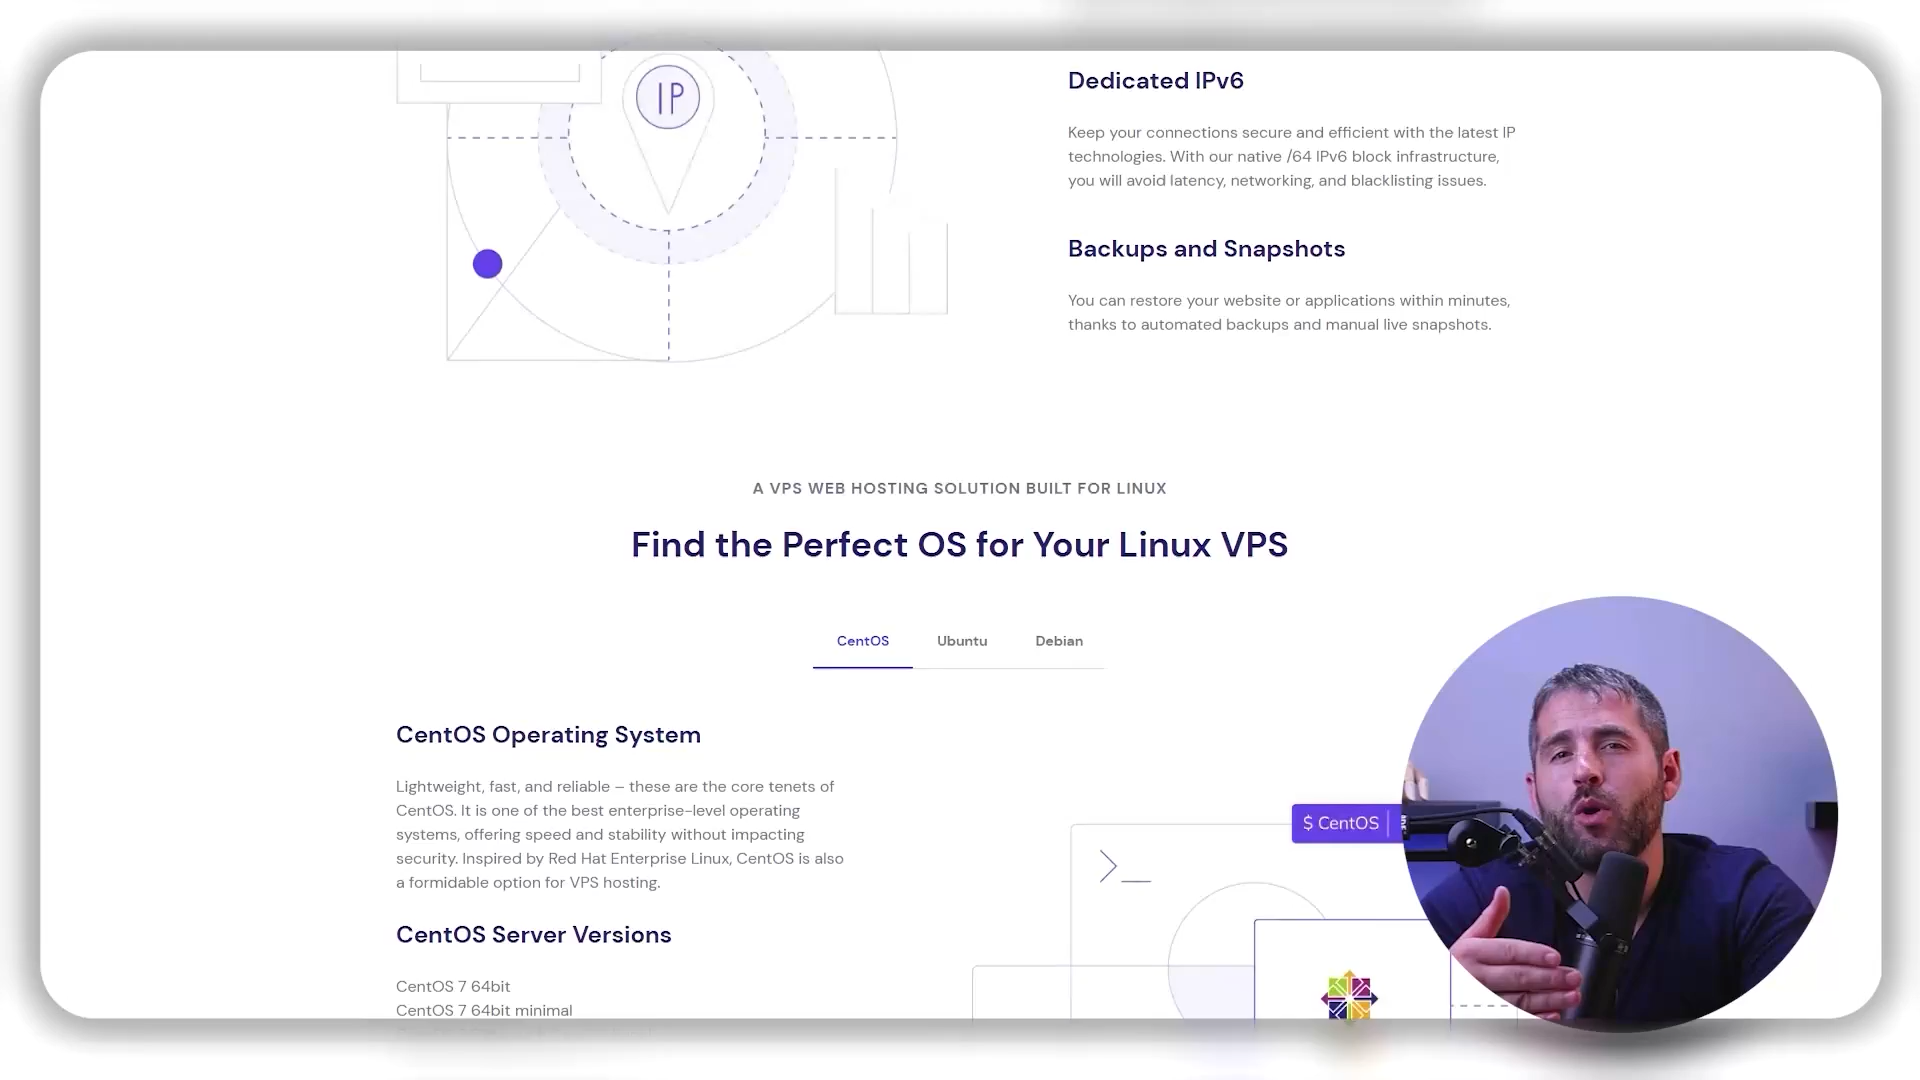 IP
Dedicated IPv6
Keep your connections secure and efficient with the latest IP
technologies. With our native /64 IPv6 block infrastructure,
you will avoid latency, networking, and blacklisting issues.
Backups and Snapshots
You can restore your website or applications within minutes,
thanks to automated backups and manual live snapshots.
A VPS WEB HOSTING SOLUTION BUILT FOR LINUX
Find the Perfect OS for Your Linux VPS
CentOS Ubuntu Debian
CentOS Operating System
Lightweight, fast, and reliable – these are the core tenets of
CentOS. It is one of the best enterprise-level operating
systems, offering speed and stability without impacting
security. Inspired by Red Hat Enterprise Linux, CentOS is also
a formidable option for VPS hosting.
$ CentOS
>_
CentOS Server Versions
CentOS 7 64bit
CentOS 7 64bit minimal